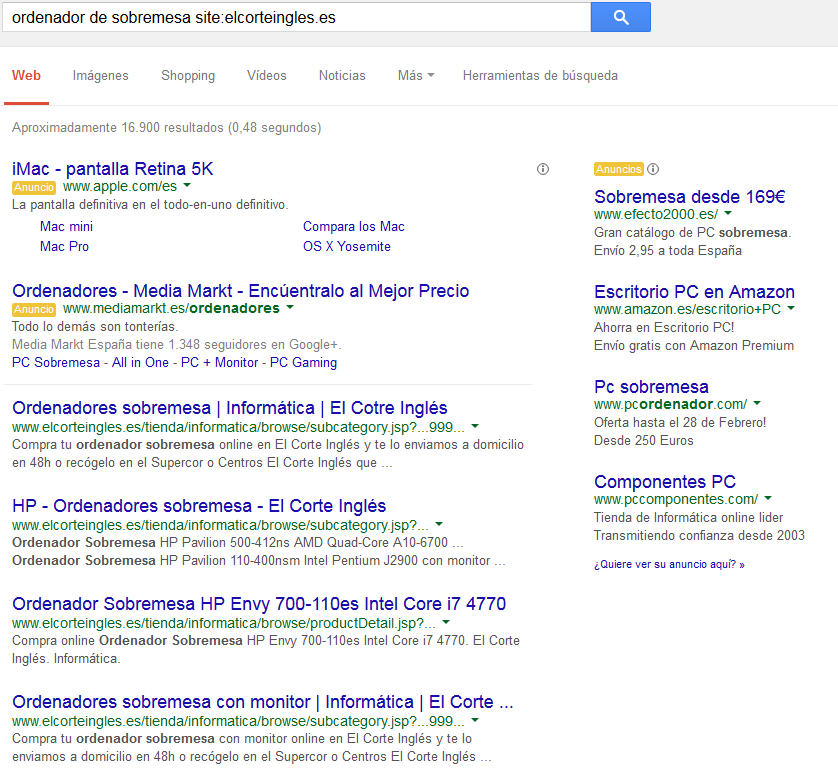 ordenador de sobremesa site:elcorteingles.es
Web Imágenes Shopping Vídeos Noticias Más Herramientas de búsqueda
Aproximadamente 16.900 resultados (0,48 segundos)
iMac - pantalla Retina 5K
Anuncio www.apple.com/es
La pantalla definitiva en el todo-en-uno definitivo.
Mac mini Compara los Mac
Mac Pro OS X Yosemite
Ordenadores - Media Markt - Encúentralo al Mejor Precio
Anuncio www.mediamarkt.es/ordenadores
Todo lo demás son tonterías.
Media Markt España tiene 1.348 seguidores en Google+.
PC Sobremesa - All in One - PC + Monitor - PC Gaming
Ordenadores sobremesa | Informática | El Cotre Inglés
www.elcorteingles.es/tienda/informatica/browse/subcategory.jsp?...999...
Compra tu ordenador sobremesa online en El Corte Inglés y te lo enviamos a domicilio
en 48h o recógelo en el Supercor o Centros El Corte Inglés que ...
HP - Ordenadores sobremesa - El Corte Inglés
www.elcorteingles.es/tienda/informatica/browse/subcategory.jsp?...
Ordenador Sobremesa HP Pavilion 500-412ns AMD Quad-Core A10-6700 ...
Ordenador Sobremesa HP Pavilion 110-400nsm Intel Pentium J2900 con monitor ...
Ordenador Sobremesa HP Envy 700-110es Intel Core i7 4770
www.elcorteingles.es/tienda/informatica/browse/productDetail.jsp?...
Compra online Ordenador Sobremesa HP Envy 700-110es Intel Core i7 4770. El Corte
Inglés. Informática.
Ordenadores sobremesa con monitor | Informática | El Corte ...
www.elcorteingles.es/tienda/informatica/browse/subcategory.jsp?...999...
Compra tu ordenador sobremesa con monitor online en El Corte Inglés y te lo
enviamos a domicilio en 48h o recógelo en el Supercor o Centros El Corte Inglés ...
Anuncios
Sobremesa desde 169€
www.efecto2000.es/
Gran catálogo de PC sobremesa.
Envío 2,95 a toda España
Escritorio PC en Amazon
www.amazon.es/escritorio+PC
Ahorra en Escritorio PC!
Envío gratis con Amazon Premium
Pc sobremesa
www.pcordenador.com/
Oferta hasta el 28 de Febrero!
Desde 250 Euros
Componentes PC
www.pccomponentes.com/
Tienda de Informática online lider
Transmitiendo confianza desde 2003
¿Quiere ver su anuncio aquí? »